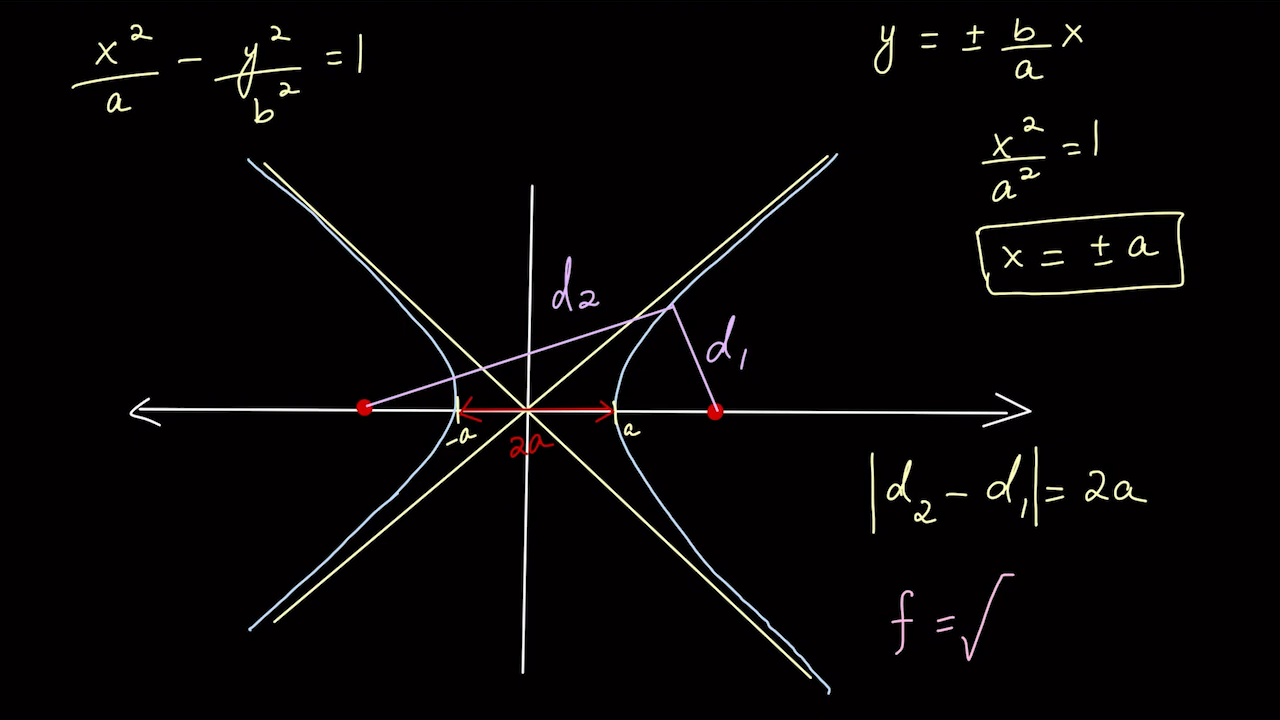 x²/a - y²/b² = 1
y = ± b/a x
x²/a² = 1
x = ± a
d₂
d₁
-a
2a
a
|d₂ - d₁| = 2a
f = √